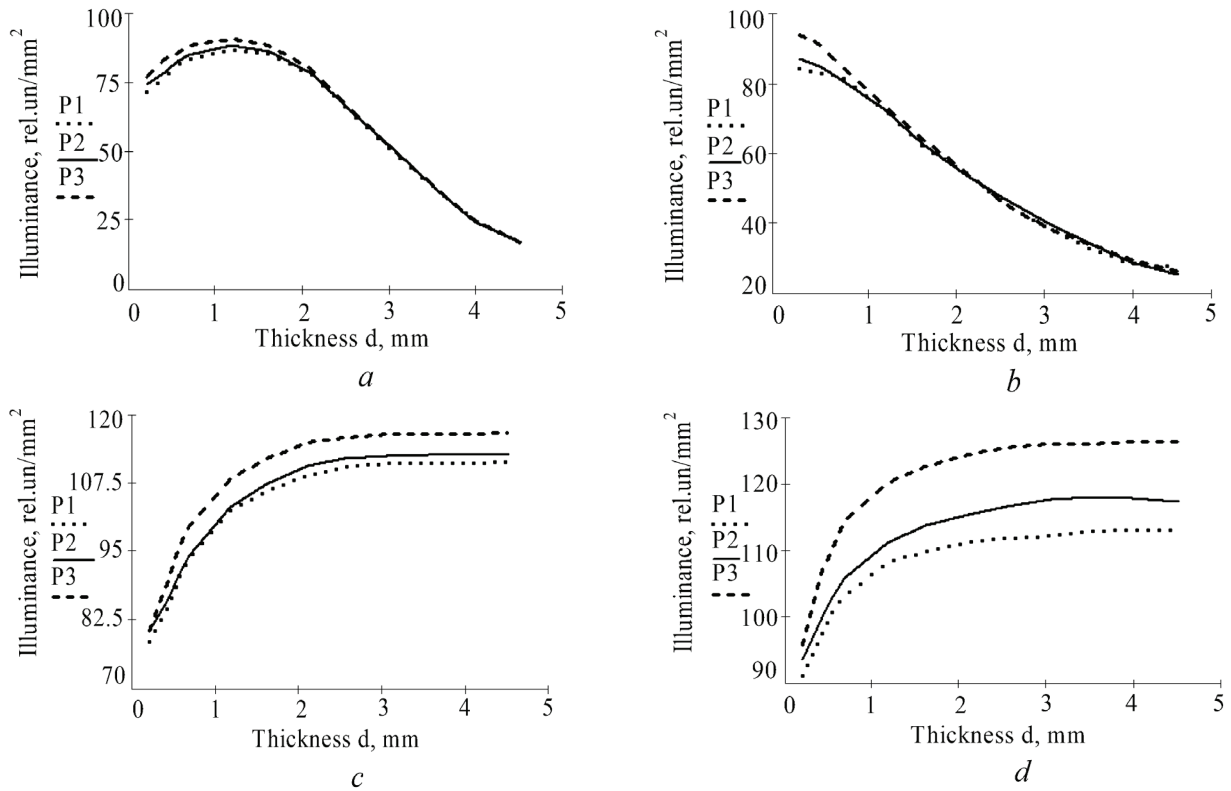 Illuminance, rel.un/mm²
100
75
50
25
0
P1
P2
P3
0 1 2 3 4 5
Thickness d, mm
a
Illuminance, rel.un/mm²
100
80
60
40
20
P1
P2
P3
0 1 2 3 4 5
Thickness d, mm
b
Illuminance, rel.un/mm²
120
107.5
95
82.5
70
P1
P2
P3
0 1 2 3 4 5
Thickness d, mm
c
Illuminance, rel.un/mm²
130
120
110
100
90
P1
P2
P3
0 1 2 3 4 5
Thickness d, mm
d